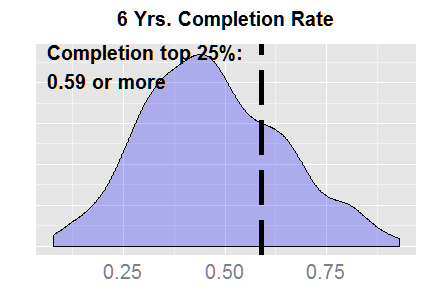 6 Yrs. Completion Rate
Completion top 25%:
0.59 or more
0.25 0.50 0.75